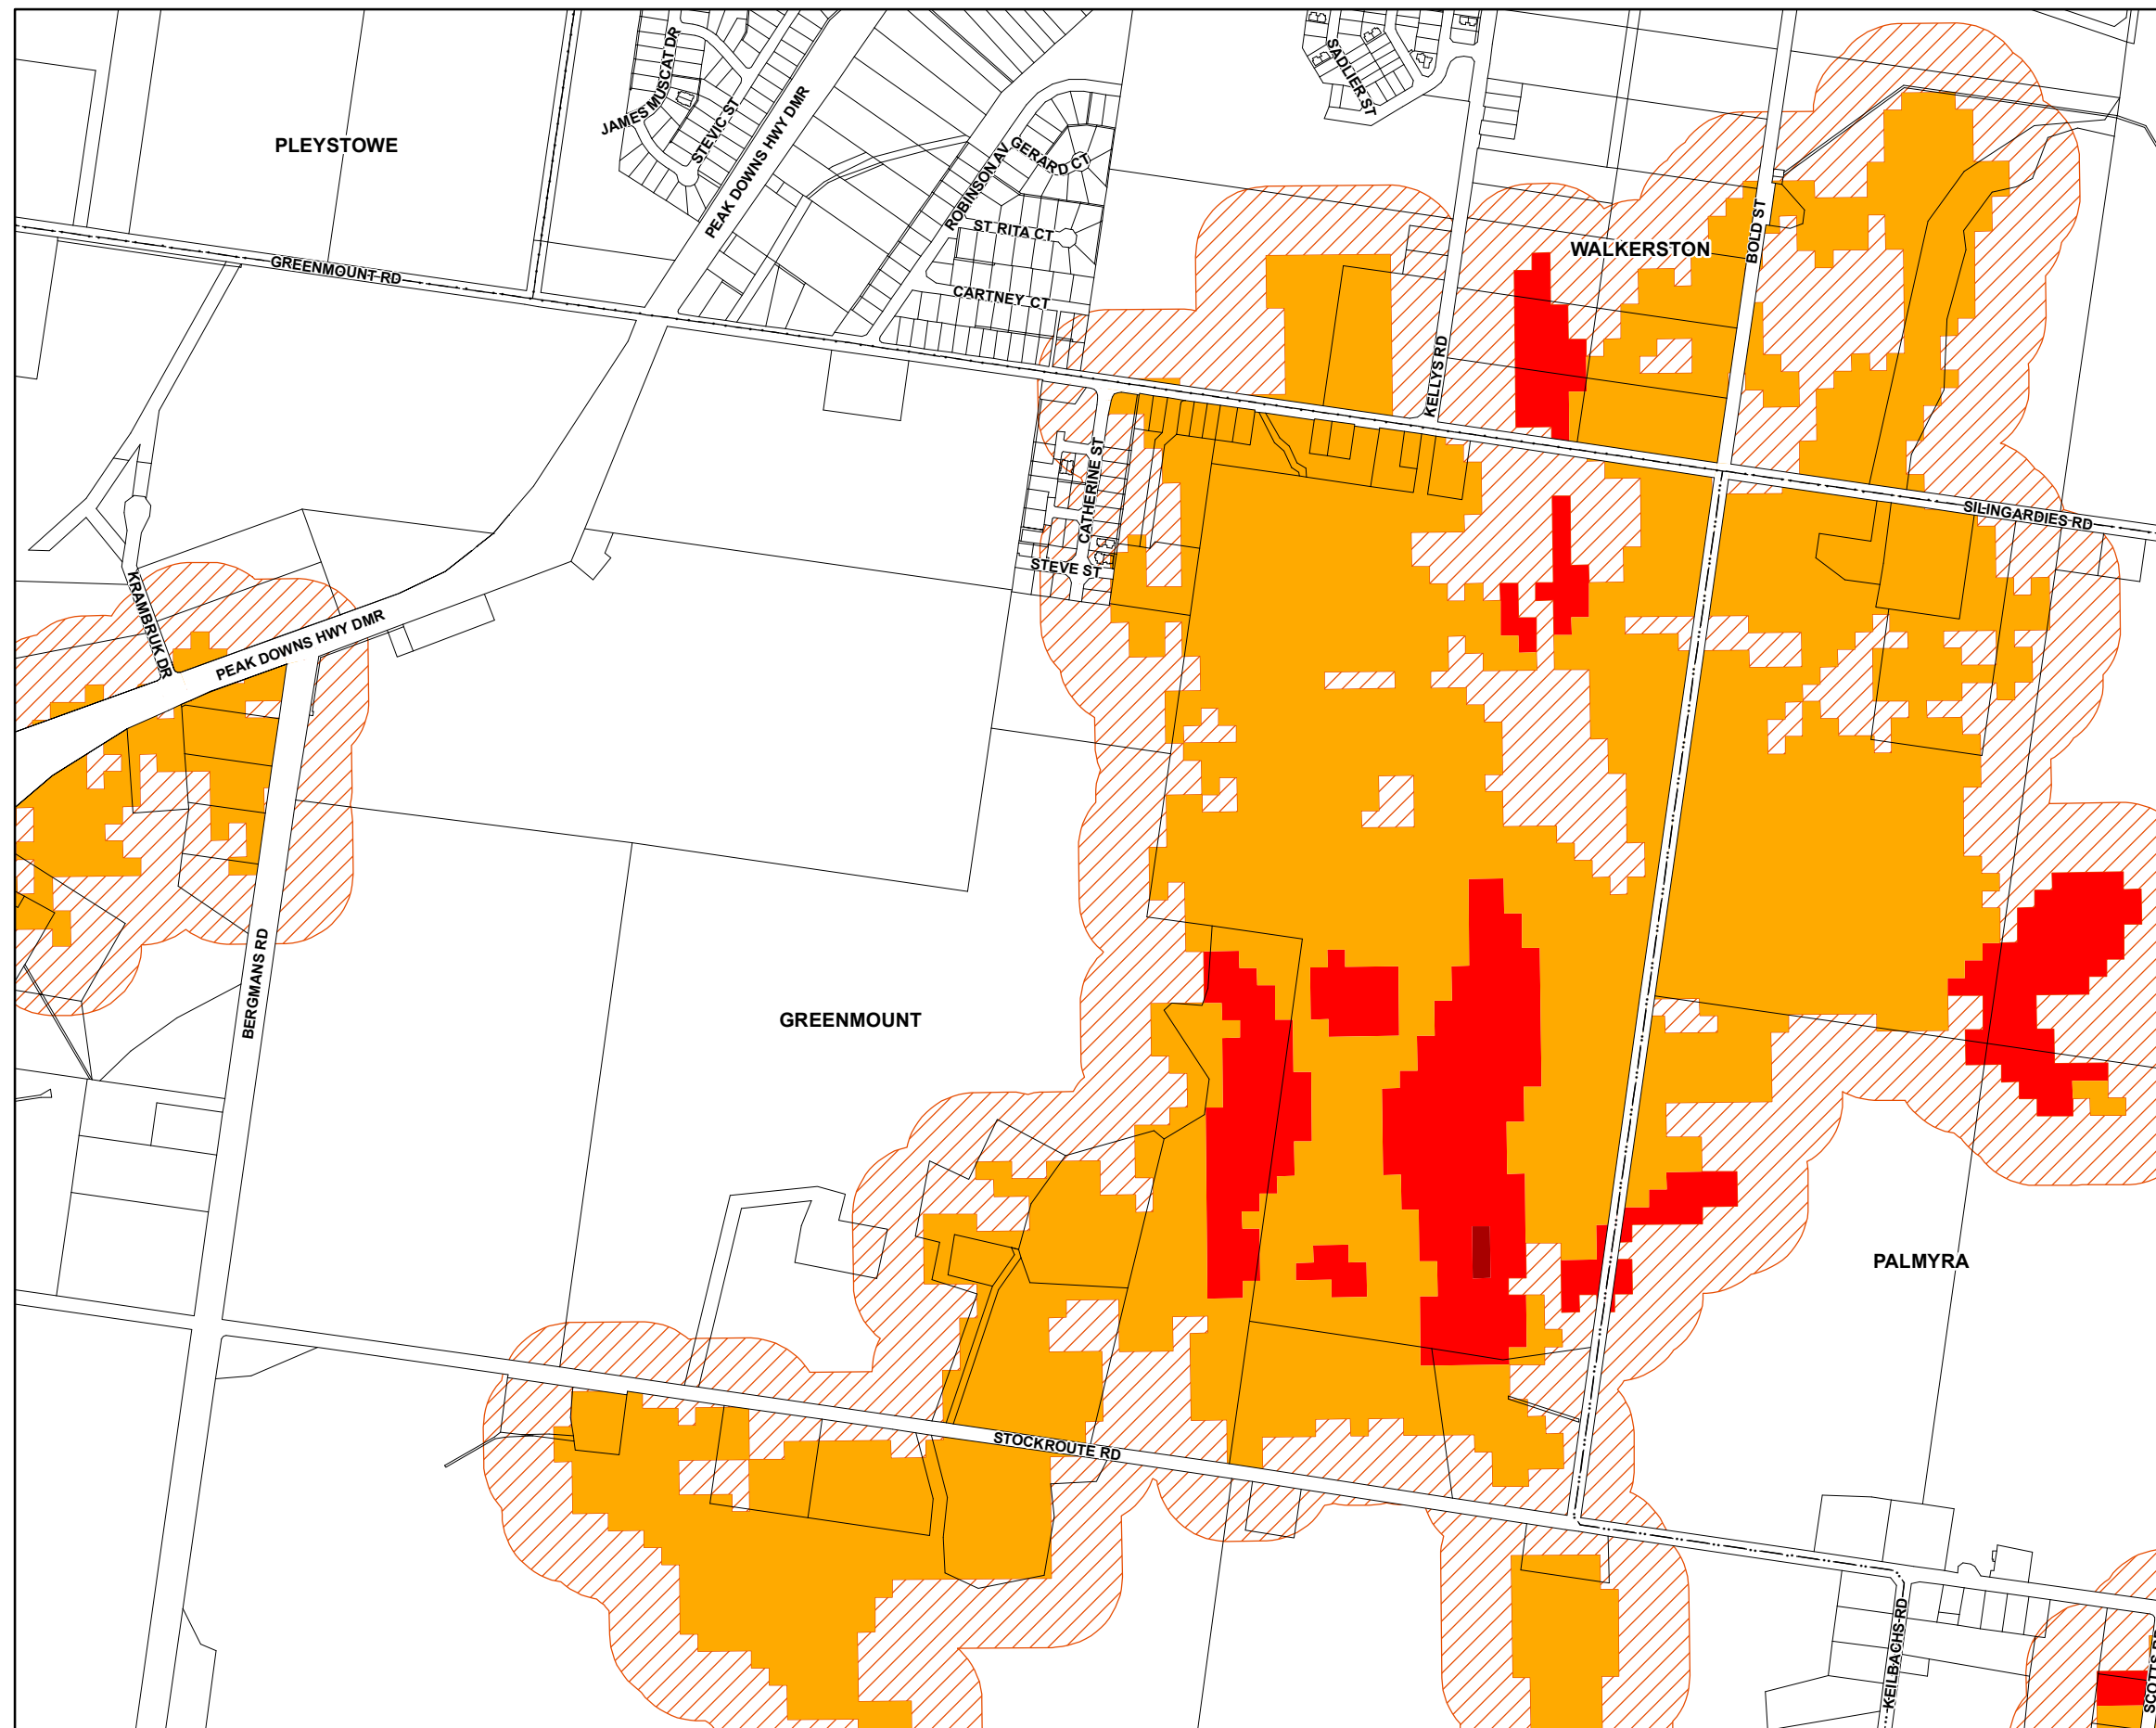 JAMES MUSCAT DR
STEVIC ST
PEAK DOWNS HWY DMR
SADLIER ST
PLEYSTOWE
GERARD CT
ROBINSON AV
ST RITA CT
WALKERSTON
BOLD ST
GREENMOUNT RD
CARTNEY CT
KELLYS RD
CATHERINE ST
SILINGARDIES RD
STEVE ST
KRAMBRUK DR
PEAK DOWNS HWY DMR
BERGMANS RD
GREENMOUNT
PALMYRA
STOCKROUTE RD
KEILBACHS RD
SCOTTS RD